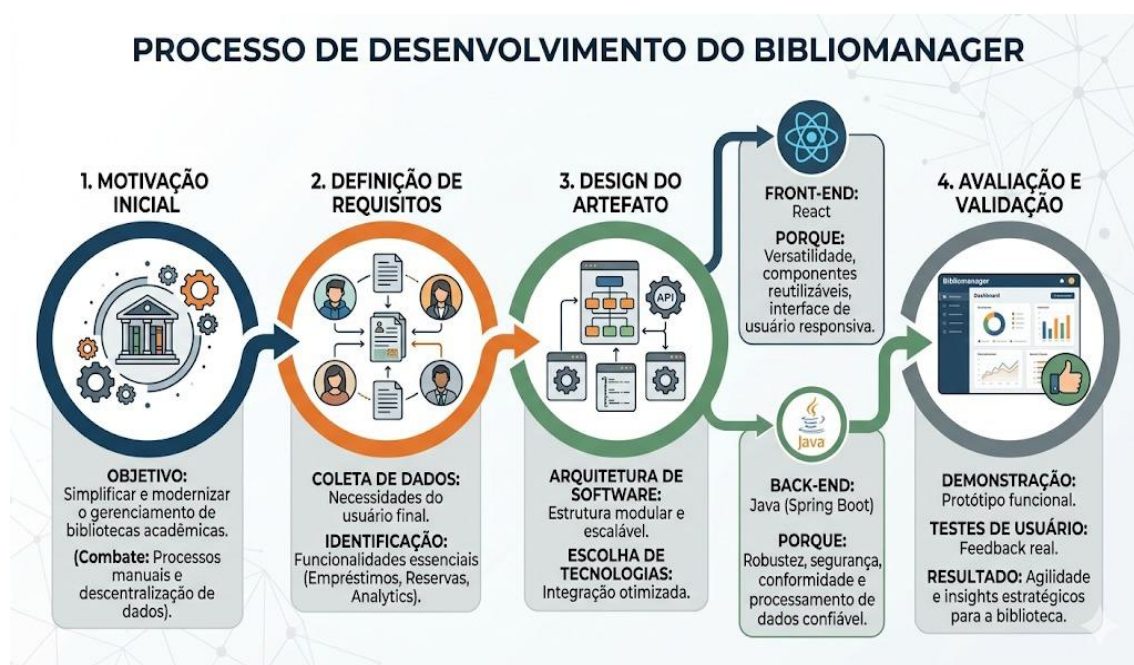 PROCESSO DE DESENVOLVIMENTO DO BIBLIOMANAGER
1. MOTIVAÇÃO
INICIAL
OBJETIVO:
Simplificar e modernizar
o gerenciamento de
bibliotecas acadêmicas.
(Combate: Processos
manuais e
descentralização de
dados).
2. DEFINIÇÃO DE
REQUISITOS
COLETA DE DADOS:
Necessidades do
usuário final.
IDENTIFICAÇÃO:
Funcionalidades essenciais
(Empréstimos, Reservas,
Analytics).
3. DESIGN DO
ARTEFATO
API
ARQUITETURA DE
SOFTWARE:
Estrutura modular e
escalável.
ESCOLHA DE
TECNOLOGIAS:
Integração otimizada.
FRONT-END:
React
PORQUE:
Versatilidade,
componentes
reutilizáveis,
interface de
usuário responsiva.
Java
BACK-END:
Java (Spring Boot)
PORQUE:
Robustez, segurança,
conformidade e
processamento de
dados confiável.
4. AVALIAÇÃO E
VALIDAÇÃO
Bibliomanager
Dashboard
DEMONSTRAÇÃO:
Protótipo funcional.
TESTES DE USUÁRIO:
Feedback real.
RESULTADO: Agilidade
e insights estratégicos
para a biblioteca.